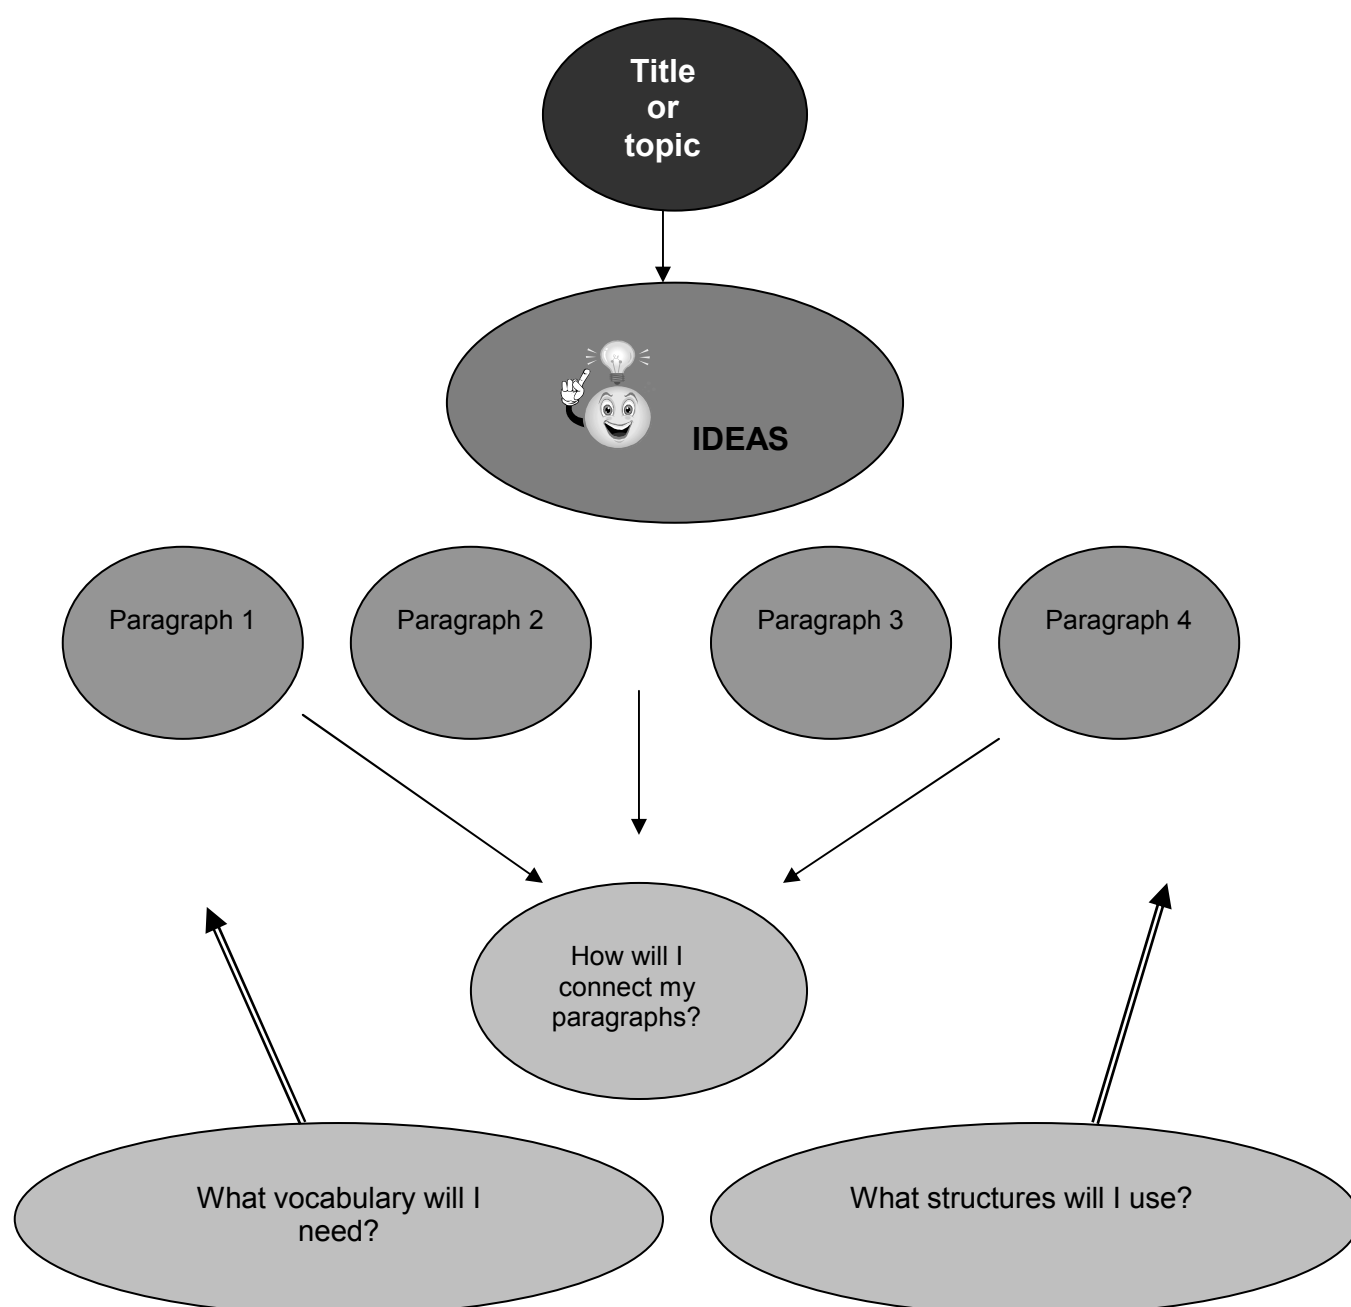 Title
or
topic
IDEAS
Paragraph 1
Paragraph 2
Paragraph 3
Paragraph 4
How will I
connect my
paragraphs?
What vocabulary will I
need?
What structures will I use?